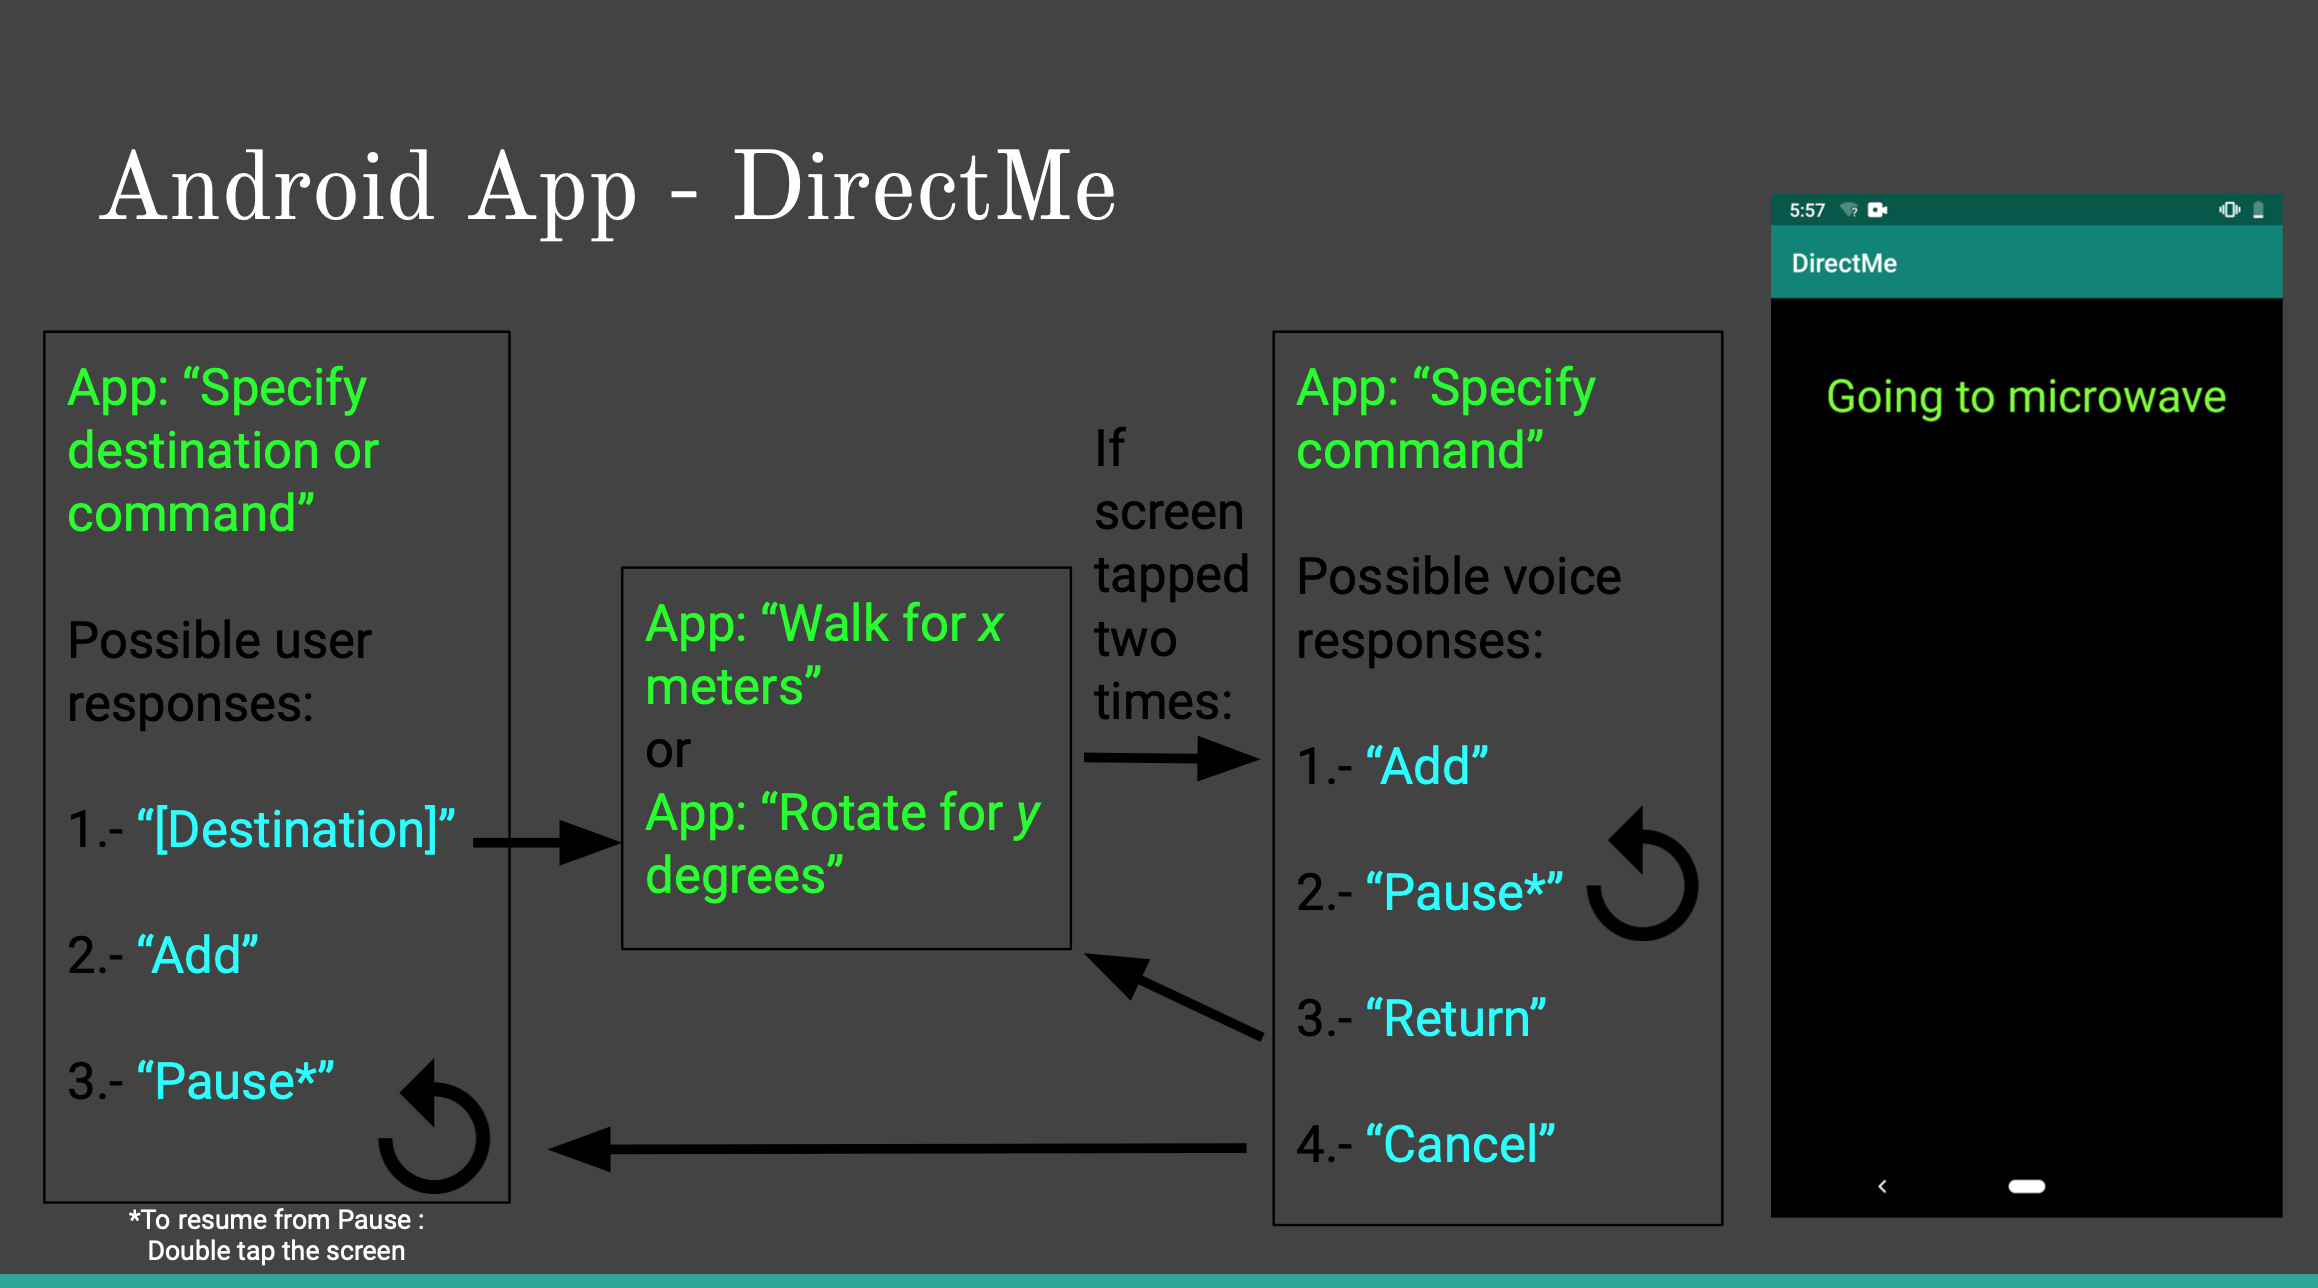 Android App - DirectMe
App: “Specify
destination or
command”
Possible user
responses:
1.- “[Destination]”
2.- “Add”
3.- “Pause*”
*To resume from Pause :
Double tap the screen
App: “Walk for x
meters”
or
App: “Rotate for y
degrees”
If
screen
tapped
two
times:
App: “Specify
command”
Possible voice
responses:
1.- “Add”
2.- “Pause*”
3.- “Return”
4.- “Cancel”
5:57
DirectMe
Going to microwave